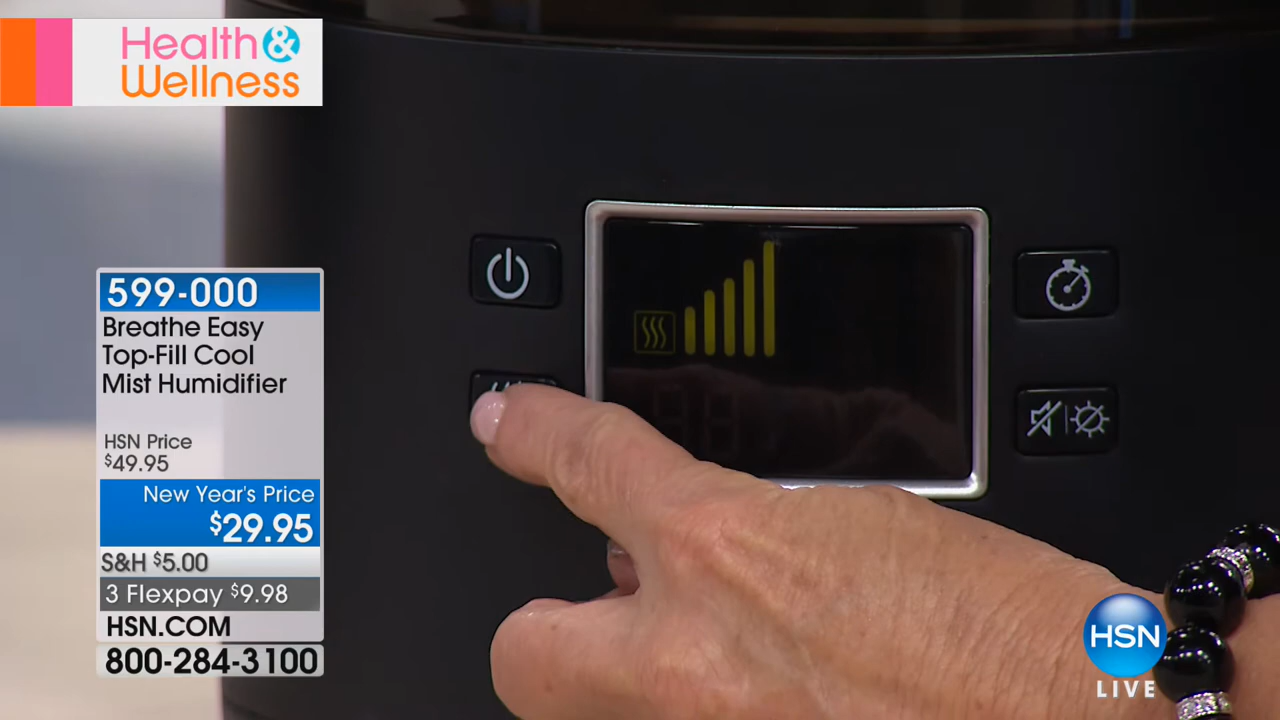 Health &
Wellness
599-000
Breathe Easy
Top-Fill Cool
Mist Humidifier
HSN Price
$49.95
New Year's Price
$29.95
S&H $5.00
3 Flexpay $9.98
HSN.COM
800-284-3100
HSN
LIVE